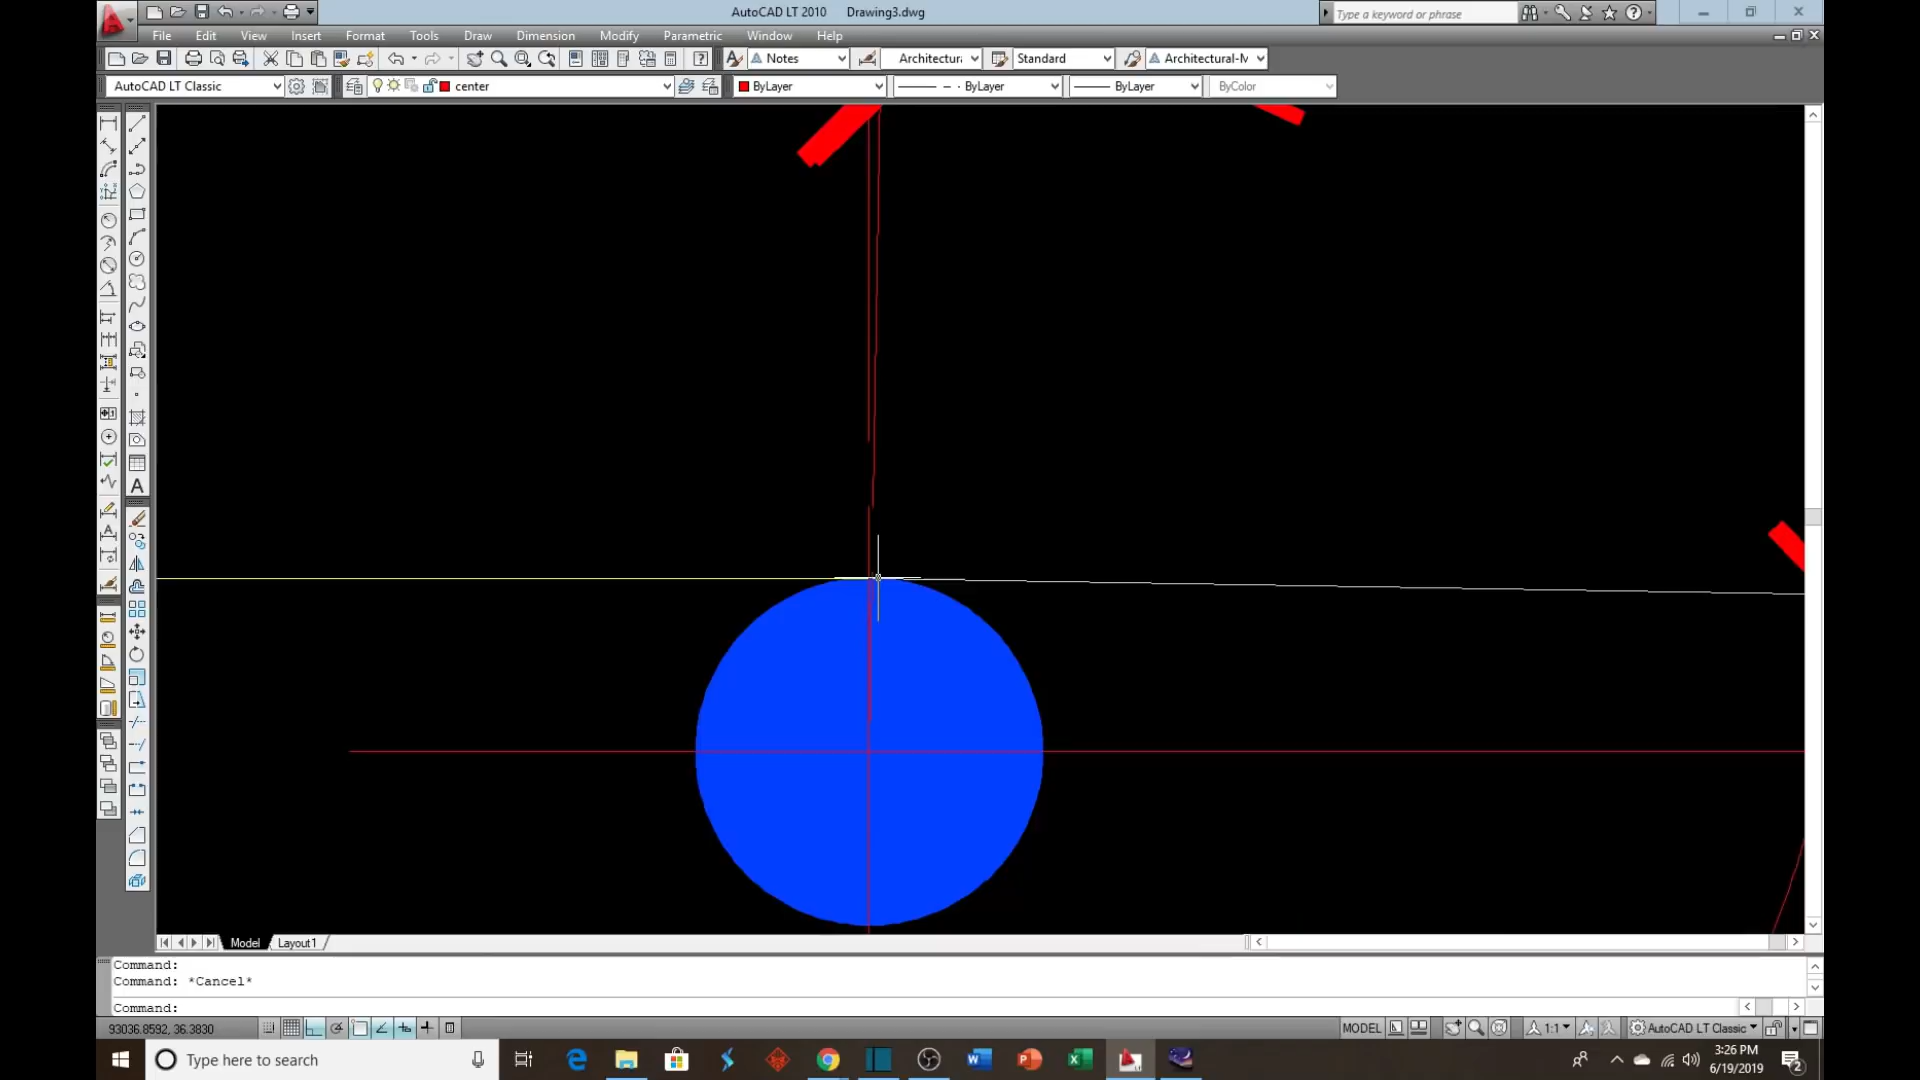 AutoCAD LT 2010 Drawing3.dwg
Type a keyword or phrase
File Edit View Insert Format Tools Draw Dimension Modify Parametric Window Help
Notes Architectur Standard Architectural-N
AutoCAD LT Classic center ByLayer ByLayer ByLayer ByColor
Model Layout1
Command:
Command: *Cancel*
Command:
93036.8592, 36.3830 MODEL 1:1 AutoCAD LT Classic
Type here to search
3:26 PM
6/19/2019
2